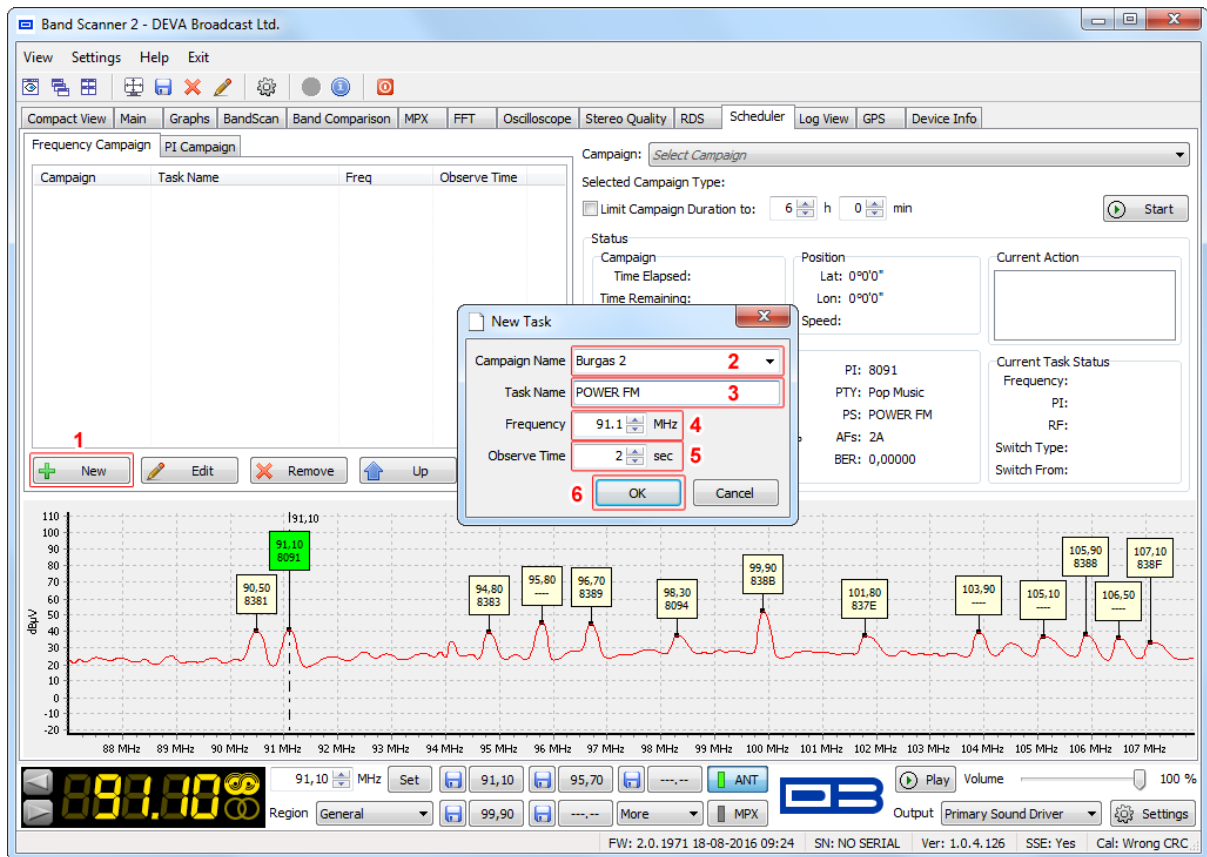 Band Scanner 2 - DEVA Broadcast Ltd.
View Settings Help Exit
Compact View Main Graphs BandScan Band Comparison MPX FFT Oscilloscope Stereo Quality RDS Scheduler Log View GPS Device Info
Frequency Campaign PI Campaign
Campaign Task Name Freq Observe Time
Campaign: Select Campaign
Selected Campaign Type:
Limit Campaign Duration to: 6 h 0 min
Start
Status
Campaign
Time Elapsed:
Time Remaining:
Position
Lat: 0°0'0"
Lon: 0°0'0"
Speed:
Current Action
PI: 8091
PTY: Pop Music
PS: POWER FM
AFs: 2A
BER: 0,00000
Current Task Status
Frequency:
PI:
RF:
Switch Type:
Switch From:
New Task
Campaign Name Burgas 2 2
Task Name POWER FM 3
Frequency 91.1 MHz 4
Observe Time 2 sec 5
6 OK Cancel
1
New Edit Remove Up
dBµV
110
100
90
80
70
60
50
40
30
20
10
0
-10
-20
91,10
91,10
8091
90,50
8381
94,80
8383
95,80
----
96,70
8389
98,30
8094
99,90
838B
101,80
837E
103,90
----
105,10
----
105,90
8388
106,50
----
107,10
838F
88 MHz 89 MHz 90 MHz 91 MHz 92 MHz 93 MHz 94 MHz 95 MHz 96 MHz 97 MHz 98 MHz 99 MHz 100 MHz 101 MHz 102 MHz 103 MHz 104 MHz 105 MHz 106 MHz 107 MHz
91.10
91,10 MHz Set 91,10 95,70 ---,-- ANT
Region General 99,90 ---,-- More MPX
DB
Play Volume 100 %
Output Primary Sound Driver Settings
FW: 2.0.1971 18-08-2016 09:24 SN: NO SERIAL Ver: 1.0.4.126 SSE: Yes Cal: Wrong CRC